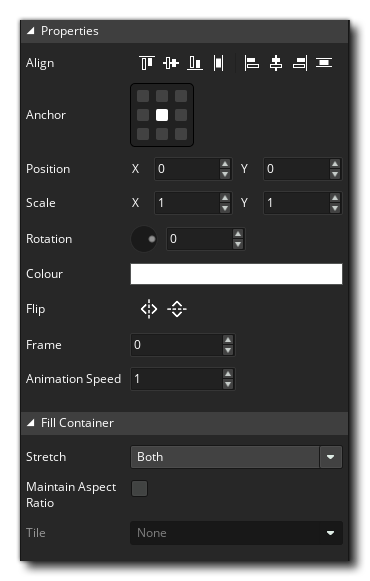 Properties
Align
Anchor
Position X 0 Y 0
Scale X 1 Y 1
Rotation 0
Colour
Flip
Frame 0
Animation Speed 1
Fill Container
Stretch Both
Maintain Aspect
Ratio
Tile None